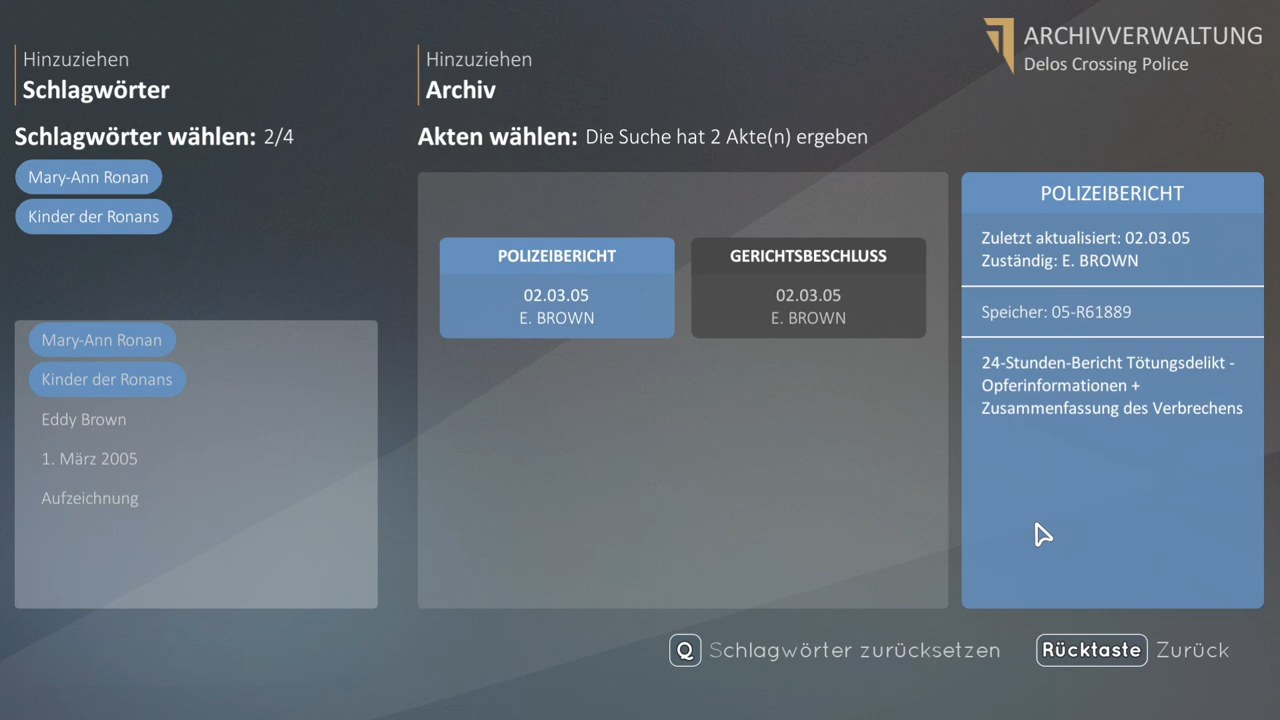 ARCHIVVERWALTUNG
Delos Crossing Police
Hinzuziehen
Schlagwörter
Schlagwörter wählen: 2/4
Mary-Ann Ronan
Kinder der Ronans
Mary-Ann Ronan
Kinder der Ronans
Eddy Brown
1. März 2005
Aufzeichnung
Hinzuziehen
Archiv
Akten wählen: Die Suche hat 2 Akte(n) ergeben
POLIZEIBERICHT
02.03.05
E. BROWN
GERICHTSBESCHLUSS
02.03.05
E. BROWN
POLIZEIBERICHT
Zuletzt aktualisiert: 02.03.05
Zuständig: E. BROWN
Speicher: 05-R61889
24-Stunden-Bericht Tötungsdelikt -
Opferinformationen +
Zusammenfassung des Verbrechens
Q Schlagwörter zurücksetzen
Rücktaste Zurück